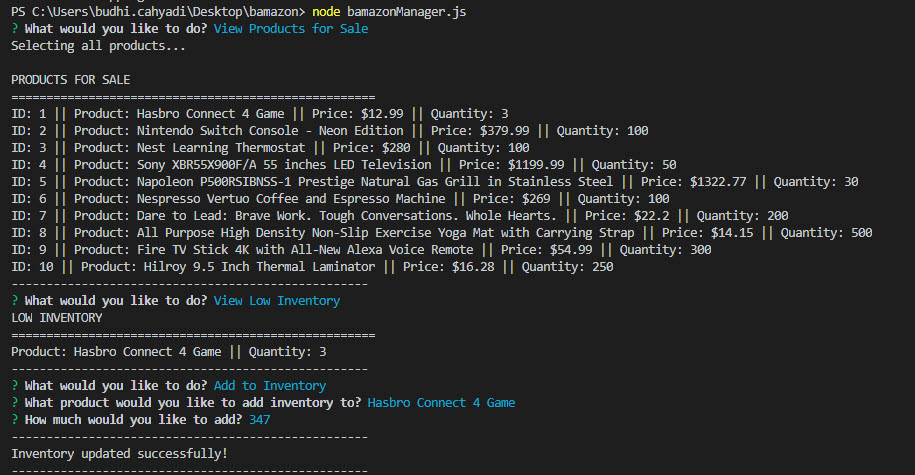 PS C:\Users\budhi.cahyadi\Desktop\bamazon> node bamazonManager.js
? What would you like to do? View Products for Sale
Selecting all products...
PRODUCTS FOR SALE
====================================================
ID: 1 || Product: Hasbro Connect 4 Game || Price: $12.99 || Quantity: 3
ID: 2 || Product: Nintendo Switch Console - Neon Edition || Price: $379.99 || Quantity: 100
ID: 3 || Product: Nest Learning Thermostat || Price: $280 || Quantity: 100
ID: 4 || Product: Sony XBR55X900F/A 55 inches LED Television || Price: $1199.99 || Quantity: 50
ID: 5 || Product: Napoleon P500RSIBNSS-1 Prestige Natural Gas Grill in Stainless Steel || Price: $1322.77 || Quantity: 30
ID: 6 || Product: Nespresso Vertuo Coffee and Espresso Machine || Price: $269 || Quantity: 100
ID: 7 || Product: Dare to Lead: Brave Work. Tough Conversations. Whole Hearts. || Price: $22.2 || Quantity: 200
ID: 8 || Product: All Purpose High Density Non-Slip Exercise Yoga Mat with Carrying Strap || Price: $14.15 || Quantity: 500
ID: 9 || Product: Fire TV Stick 4K with All-New Alexa Voice Remote || Price: $54.99 || Quantity: 300
ID: 10 || Product: Hilroy 9.5 Inch Thermal Laminator || Price: $16.28 || Quantity: 250
---------------------------------------------------
? What would you like to do? View Low Inventory
LOW INVENTORY
====================================================
Product: Hasbro Connect 4 Game || Quantity: 3
---------------------------------------------------
? What would you like to do? Add to Inventory
? What product would you like to add inventory to? Hasbro Connect 4 Game
? How much would you like to add? 347
---------------------------------------------------
Inventory updated successfully!
---------------------------------------------------